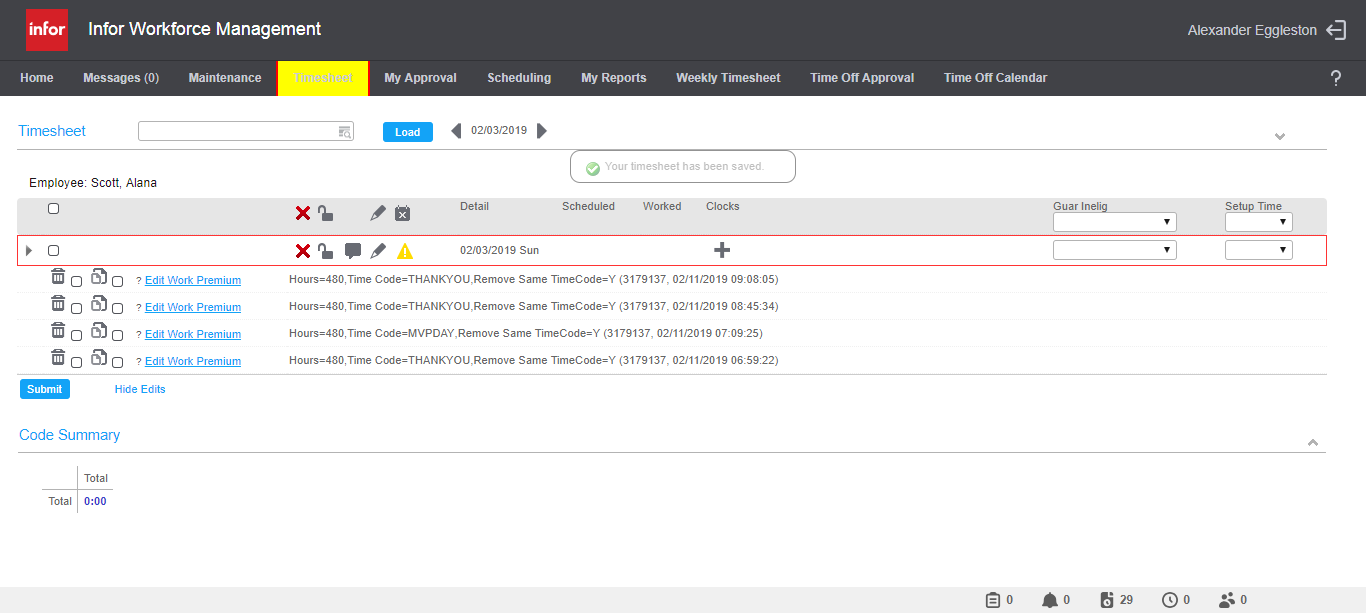 infor Infor Workforce Management Alexander Eggleston
Home Messages (0) Maintenance Timesheet My Approval Scheduling My Reports Weekly Timesheet Time Off Approval Time Off Calendar ?
Timesheet Load 02/03/2019
Your timesheet has been saved.
Employee: Scott, Alana
Detail Scheduled Worked Clocks Guar Inelig Setup Time
02/03/2019 Sun
? Edit Work Premium Hours=480,Time Code=THANKYOU,Remove Same TimeCode=Y (3179137, 02/11/2019 09:08:05)
? Edit Work Premium Hours=480,Time Code=THANKYOU,Remove Same TimeCode=Y (3179137, 02/11/2019 08:45:34)
? Edit Work Premium Hours=480,Time Code=MVPDAY,Remove Same TimeCode=Y (3179137, 02/11/2019 07:09:25)
? Edit Work Premium Hours=480,Time Code=THANKYOU,Remove Same TimeCode=Y (3179137, 02/11/2019 06:59:22)
Submit Hide Edits
Code Summary
Total
Total 0:00
0 0 29 0 0